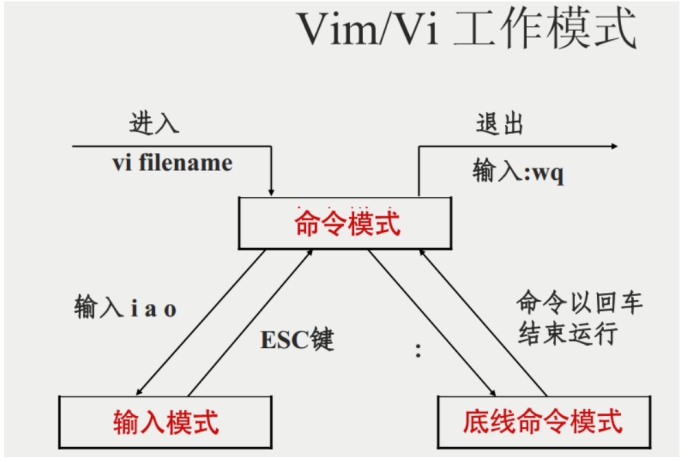 Vim/Vi 工作模式
进入
退出
vi filename
输入:wq
命令模式
输入 i a o
ESC键
:
命令以回车
结束运行
输入模式
底线命令模式